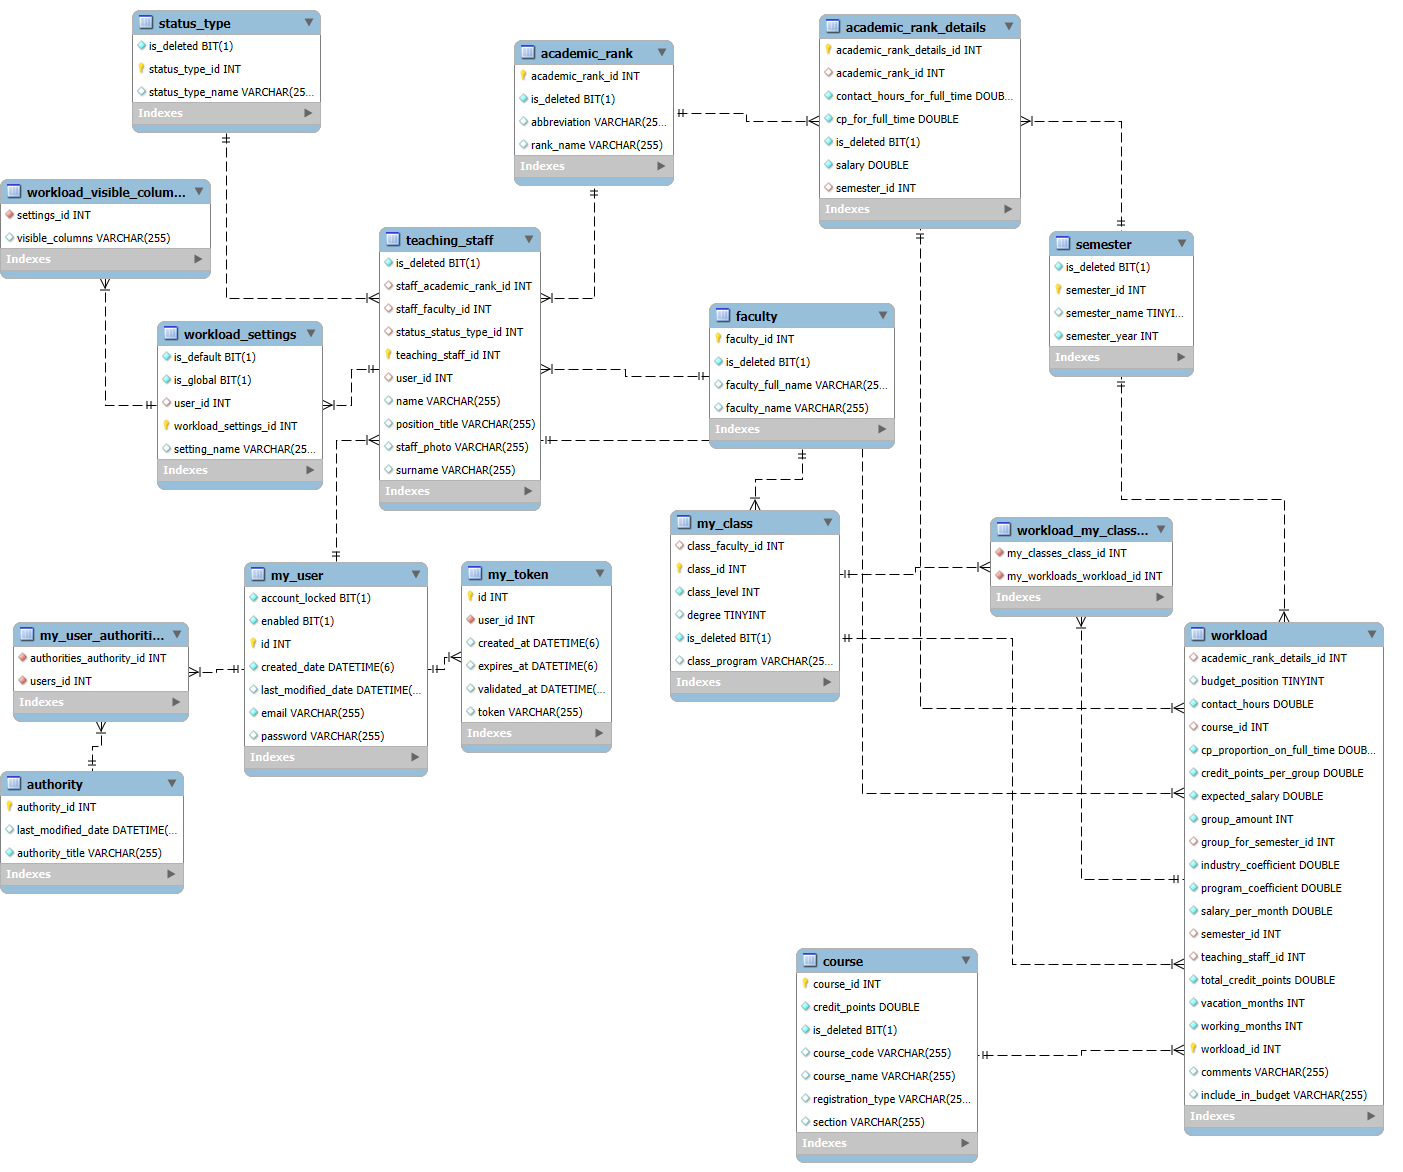 status_type
is_deleted BIT(1)
status_type_id INT
status_type_name VARCHAR(25...
Indexes
academic_rank
academic_rank_id INT
is_deleted BIT(1)
abbreviation VARCHAR(25...
rank_name VARCHAR(255)
Indexes
academic_rank_details
academic_rank_details_id INT
academic_rank_id INT
contact_hours_for_full_time DOUB...
cp_for_full_time DOUBLE
is_deleted BIT(1)
salary DOUBLE
semester_id INT
Indexes
workload_visible_colum...
settings_id INT
visible_columns VARCHAR(255)
Indexes
teaching_staff
is_deleted BIT(1)
staff_academic_rank_id INT
staff_faculty_id INT
status_status_type_id INT
teaching_staff_id INT
user_id INT
name VARCHAR(255)
position_title VARCHAR(255)
staff_photo VARCHAR(255)
surname VARCHAR(255)
Indexes
semester
is_deleted BIT(1)
semester_id INT
semester_name TINYI...
semester_year INT
Indexes
workload_settings
is_default BIT(1)
is_global BIT(1)
user_id INT
workload_settings_id INT
setting_name VARCHAR(25...
Indexes
faculty
faculty_id INT
is_deleted BIT(1)
faculty_full_name VARCHAR(25...
faculty_name VARCHAR(255)
Indexes
my_class
class_faculty_id INT
class_id INT
class_level INT
degree TINYINT
is_deleted BIT(1)
class_program VARCHAR(25...
Indexes
workload_my_class...
my_classes_class_id INT
my_workloads_workload_id INT
Indexes
my_user
account_locked BIT(1)
enabled BIT(1)
id INT
created_date DATETIME(6)
last_modified_date DATETIME(...
email VARCHAR(255)
password VARCHAR(255)
Indexes
my_token
id INT
user_id INT
created_at DATETIME(6)
expires_at DATETIME(6)
validated_at DATETIME(...
token VARCHAR(255)
Indexes
my_user_authoriti...
authorities_authority_id INT
users_id INT
Indexes
authority
authority_id INT
last_modified_date DATETIME(...
authority_title VARCHAR(255)
Indexes
workload
academic_rank_details_id INT
budget_position TINYINT
contact_hours DOUBLE
course_id INT
cp_proportion_on_full_time DOUB...
credit_points_per_group DOUBLE
expected_salary DOUBLE
group_amount INT
group_for_semester_id INT
industry_coefficient DOUBLE
program_coefficient DOUBLE
salary_per_month DOUBLE
semester_id INT
teaching_staff_id INT
total_credit_points DOUBLE
vacation_months INT
working_months INT
workload_id INT
comments VARCHAR(255)
include_in_budget VARCHAR(255)
Indexes
course
course_id INT
credit_points DOUBLE
is_deleted BIT(1)
course_code VARCHAR(255)
course_name VARCHAR(255)
registration_type VARCHAR(25...
section VARCHAR(255)
Indexes